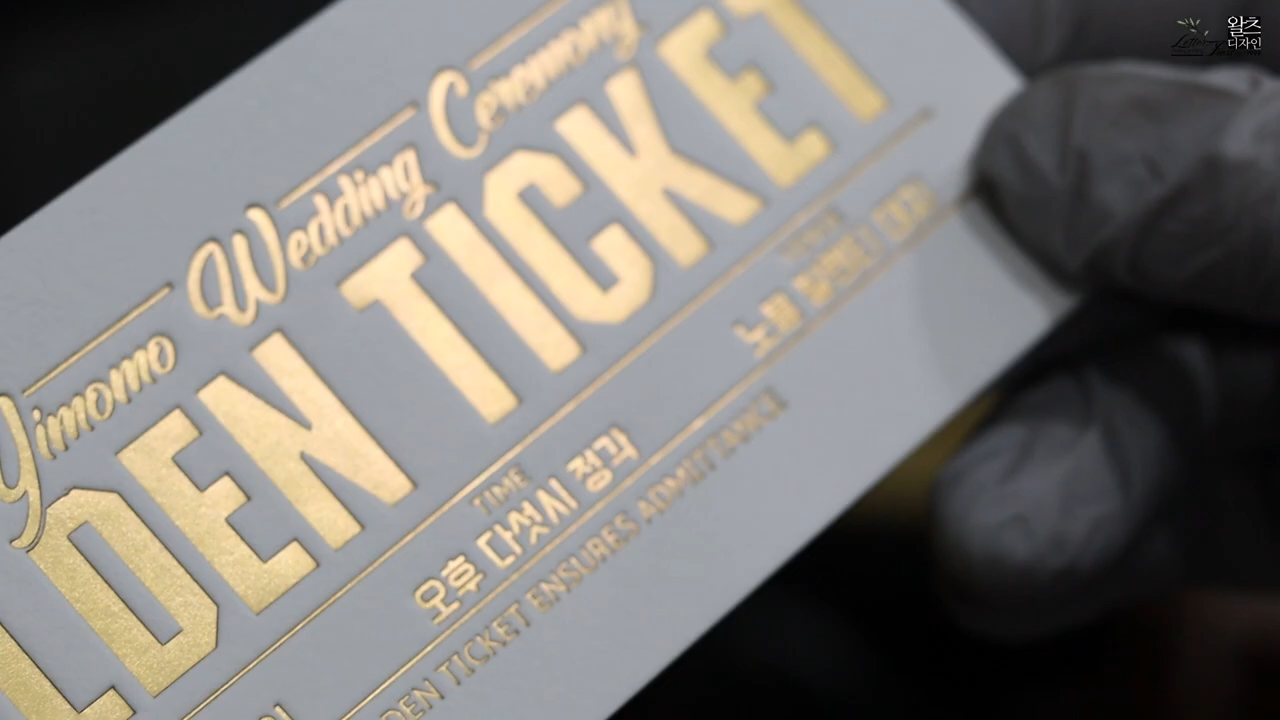 Yimomo Wedding Ceremony
LDEN TICKET
TIME
오후 다섯시 정각
DEN TICKET ENSURES ADMITTANCE
왈츠
디자인